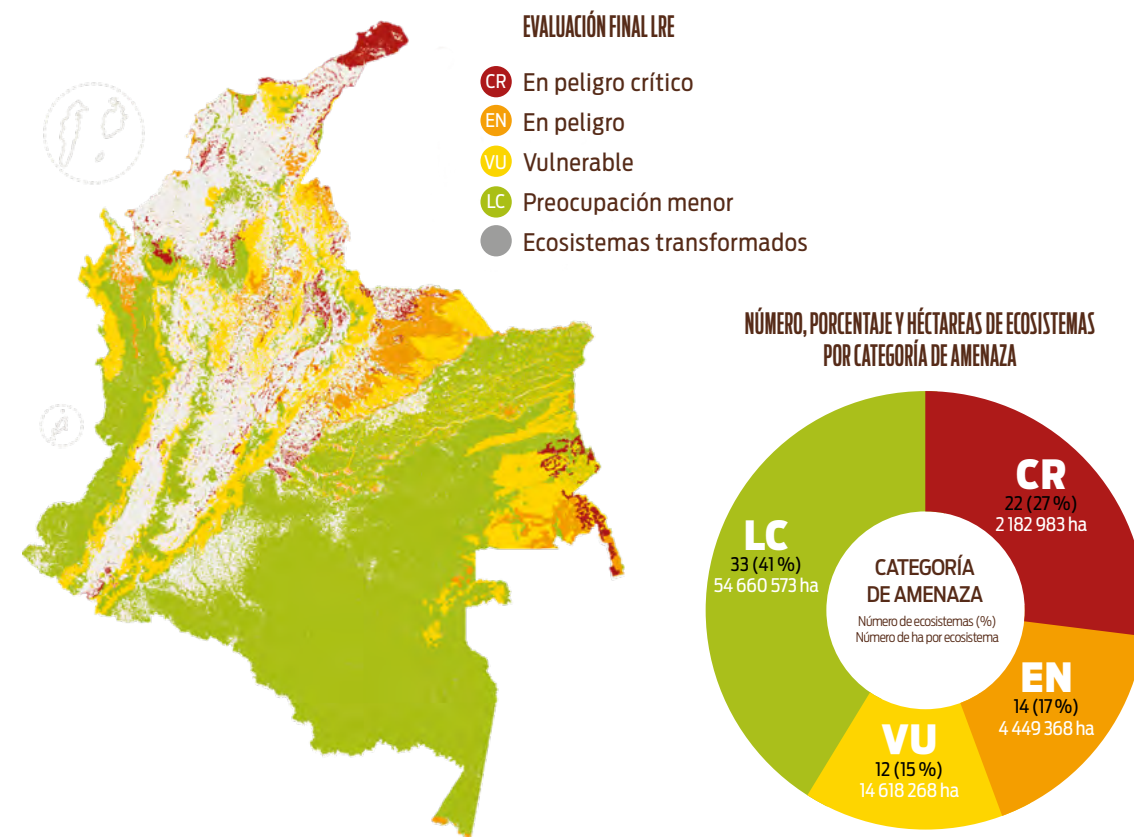 EVALUACIÓN FINAL LRE
CR En peligro crítico
EN En peligro
VU Vulnerable
LC Preocupación menor
Ecosistemas transformados
NÚMERO, PORCENTAJE Y HÉCTAREAS DE ECOSISTEMAS
POR CATEGORÍA DE AMENAZA
CR
22 (27 %)
2 182 983 ha
LC
33 (41 %)
54 660 573 ha
CATEGORÍA
DE AMENAZA
Número de ecosistemas (%)
Número de ha por ecosistema
EN
14 (17 %)
4 449 368 ha
VU
12 (15 %)
14 618 268 ha